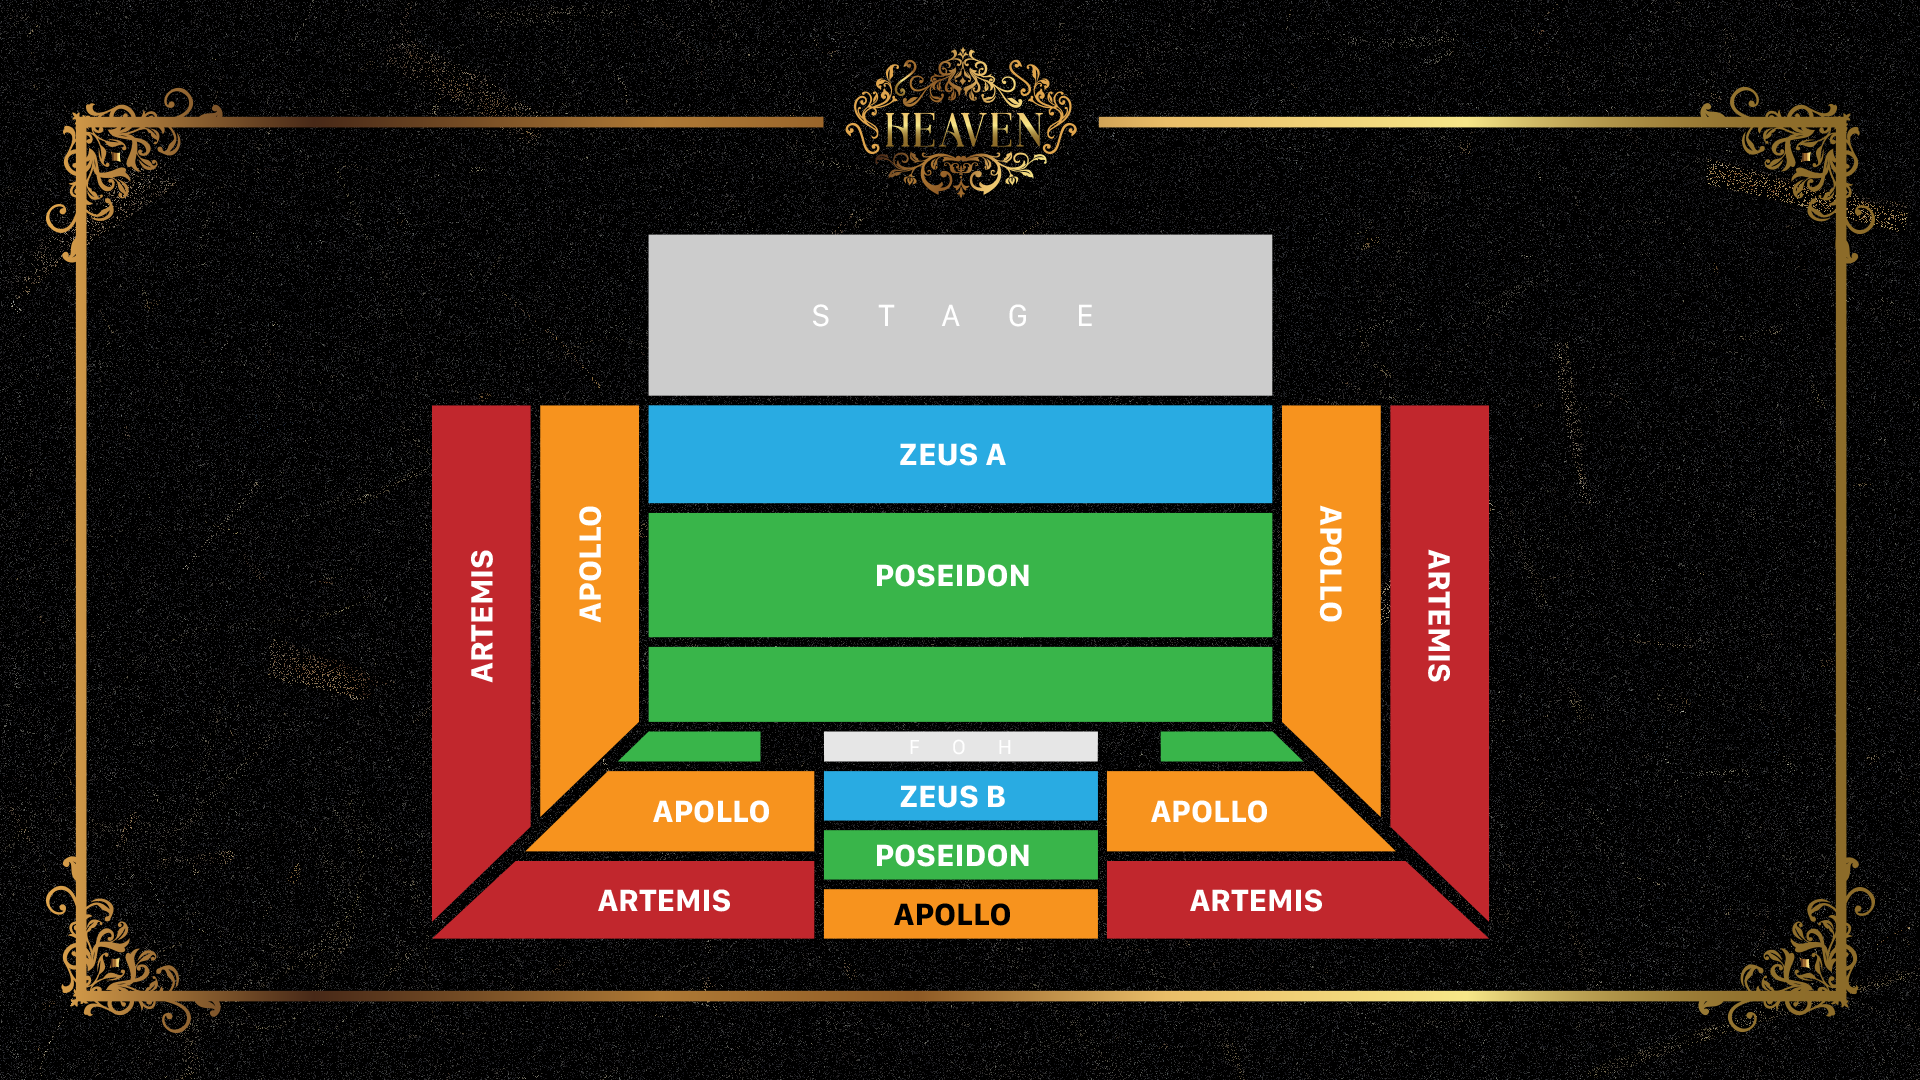 HEAVEN
S T A G E
ZEUS A
ARTEMIS
APOLLO
POSEIDON
APOLLO
ARTEMIS
F O H
APOLLO
ZEUS B
APOLLO
POSEIDON
ARTEMIS
APOLLO
ARTEMIS